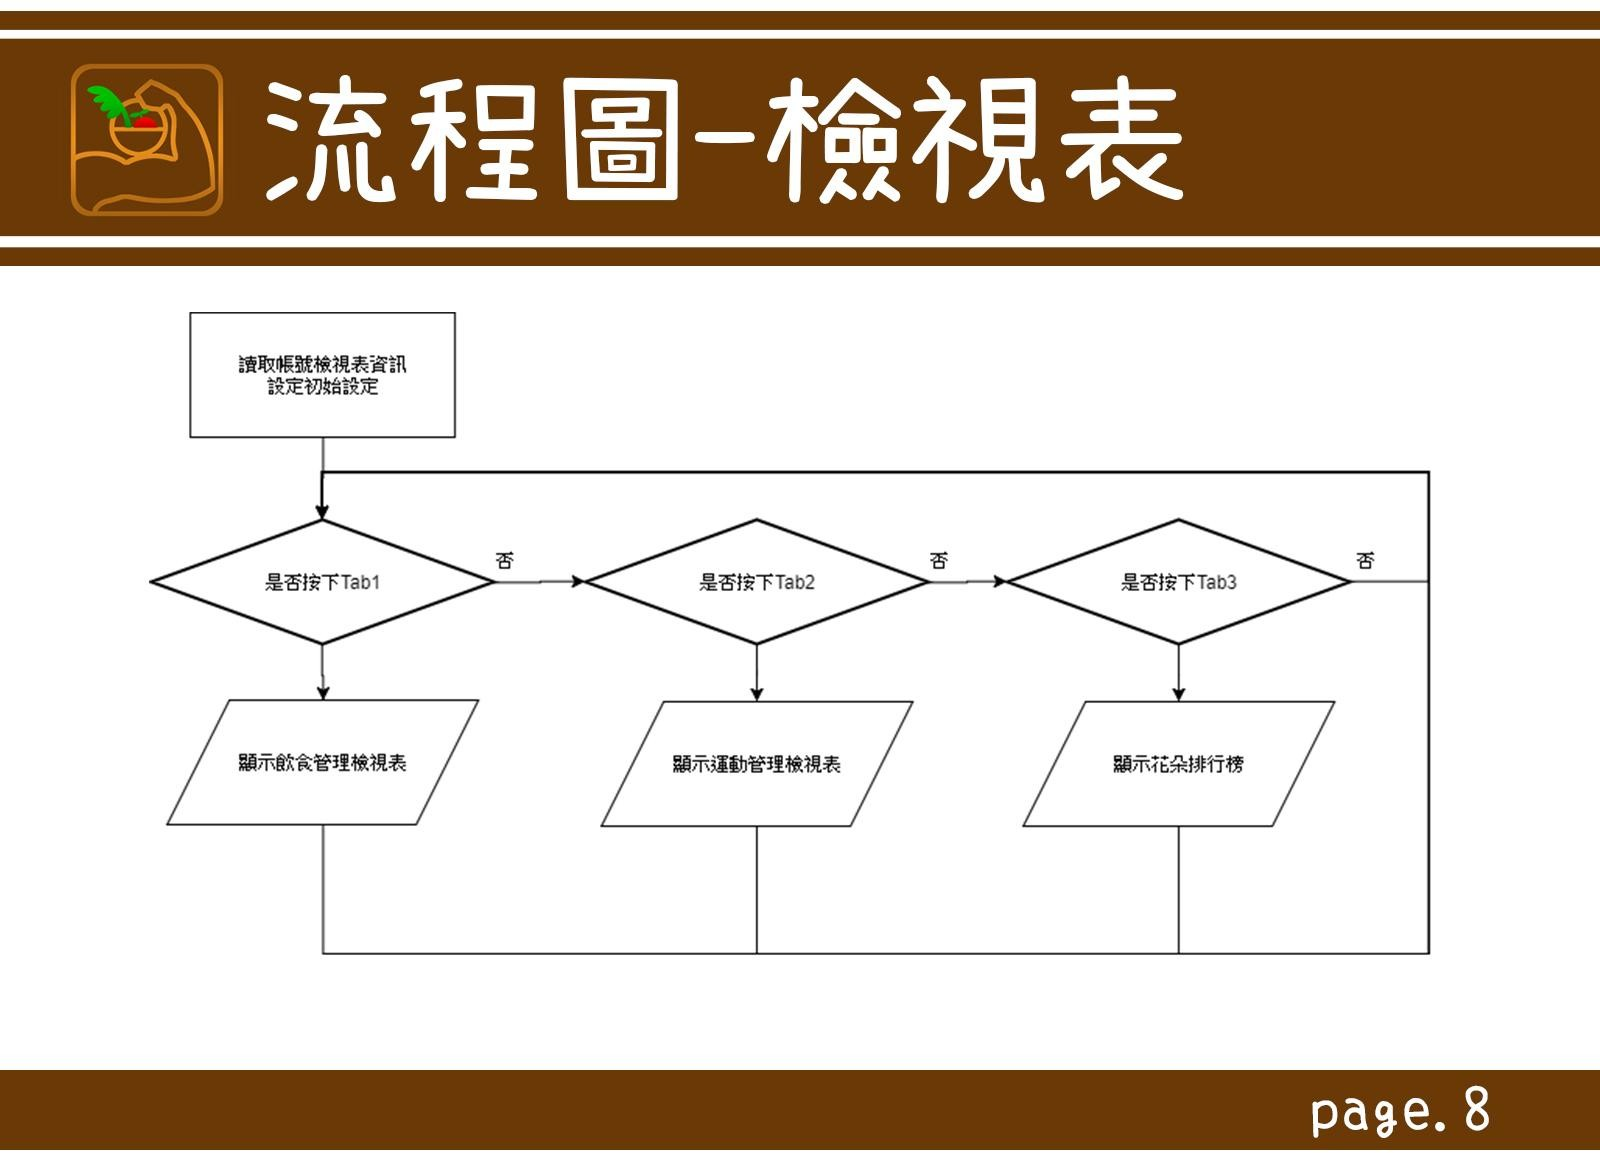 流程圖-檢視表
讀取帳號檢視表資訊
設定初始設定
是否按下Tab1
否
是否按下Tab2
否
是否按下Tab3
否
顯示飲食管理檢視表
顯示運動管理檢視表
顯示花朵排行榜
page. 8